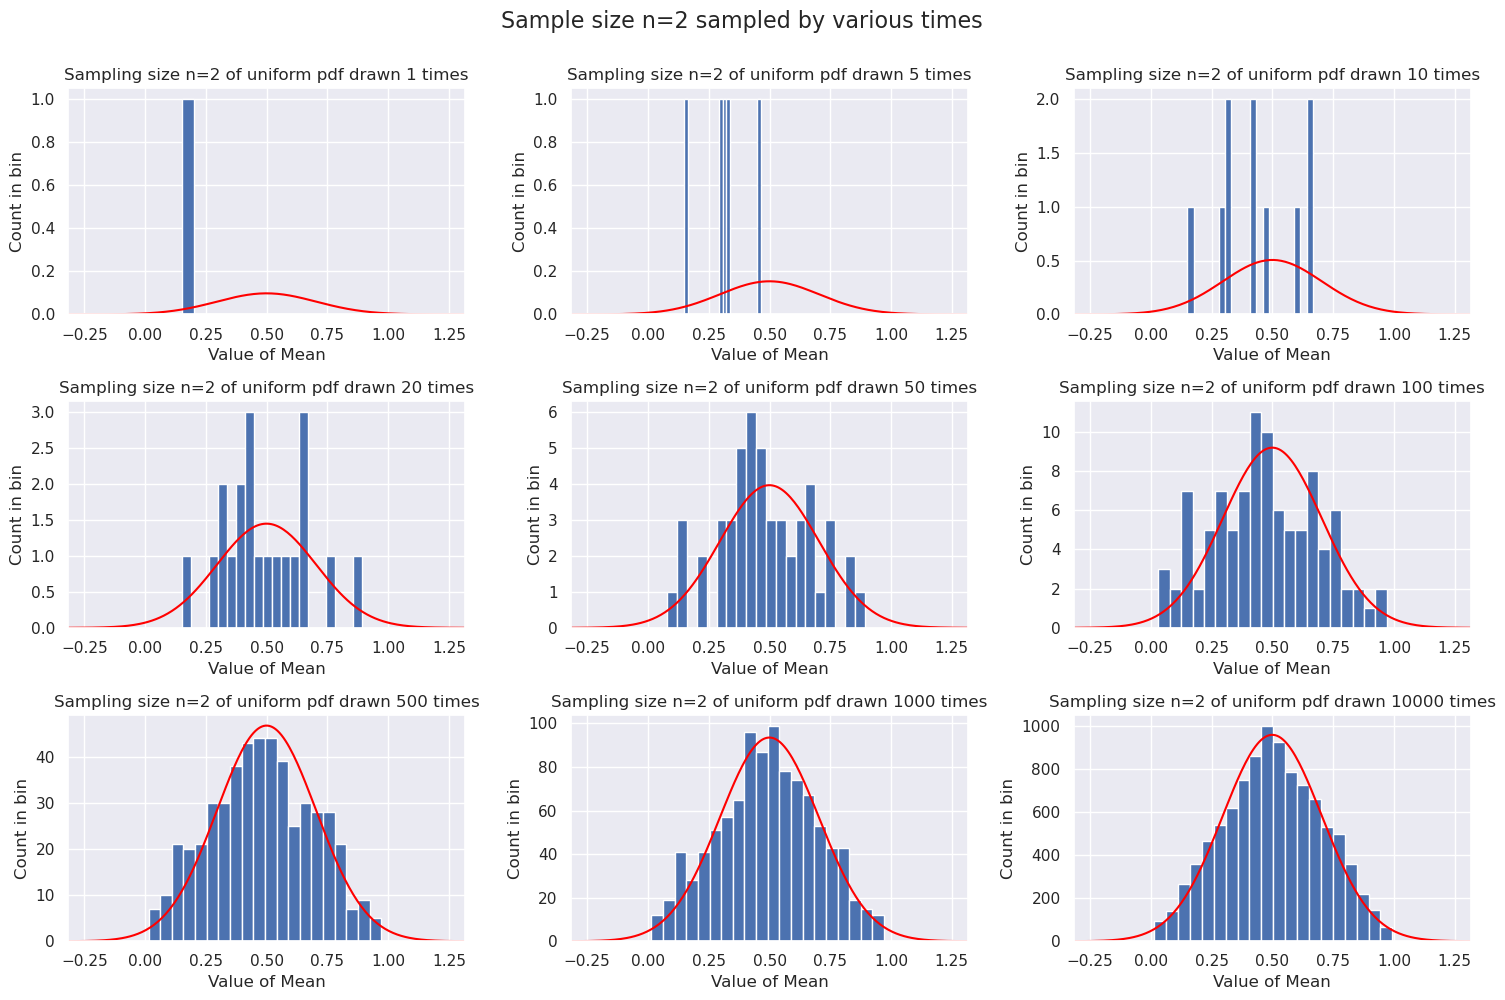 Sample size n=2 sampled by various times
Sampling size n=2 of uniform pdf drawn 1 times
Count in bin
1.0
0.8
0.6
0.4
0.2
0.0
−0.25 0.00 0.25 0.50 0.75 1.00 1.25
Value of Mean
Sampling size n=2 of uniform pdf drawn 5 times
Count in bin
1.0
0.8
0.6
0.4
0.2
0.0
−0.25 0.00 0.25 0.50 0.75 1.00 1.25
Value of Mean
Sampling size n=2 of uniform pdf drawn 10 times
Count in bin
2.0
1.5
1.0
0.5
0.0
−0.25 0.00 0.25 0.50 0.75 1.00 1.25
Value of Mean
Sampling size n=2 of uniform pdf drawn 20 times
Count in bin
3.0
2.5
2.0
1.5
1.0
0.5
0.0
−0.25 0.00 0.25 0.50 0.75 1.00 1.25
Value of Mean
Sampling size n=2 of uniform pdf drawn 50 times
Count in bin
6
5
4
3
2
1
0
−0.25 0.00 0.25 0.50 0.75 1.00 1.25
Value of Mean
Sampling size n=2 of uniform pdf drawn 100 times
Count in bin
10
8
6
4
2
0
−0.25 0.00 0.25 0.50 0.75 1.00 1.25
Value of Mean
Sampling size n=2 of uniform pdf drawn 500 times
Count in bin
40
30
20
10
0
−0.25 0.00 0.25 0.50 0.75 1.00 1.25
Value of Mean
Sampling size n=2 of uniform pdf drawn 1000 times
Count in bin
100
80
60
40
20
0
−0.25 0.00 0.25 0.50 0.75 1.00 1.25
Value of Mean
Sampling size n=2 of uniform pdf drawn 10000 times
Count in bin
1000
800
600
400
200
0
−0.25 0.00 0.25 0.50 0.75 1.00 1.25
Value of Mean